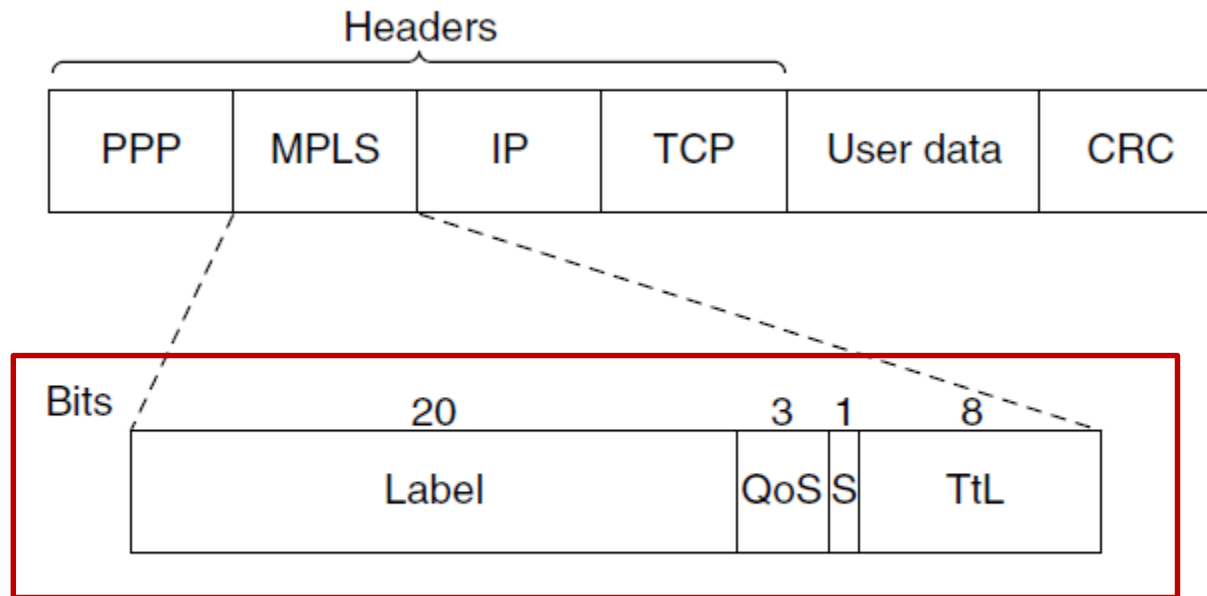 Headers
PPP MPLS IP TCP User data CRC
Bits 20 3 1 8
Label QoS S TtL